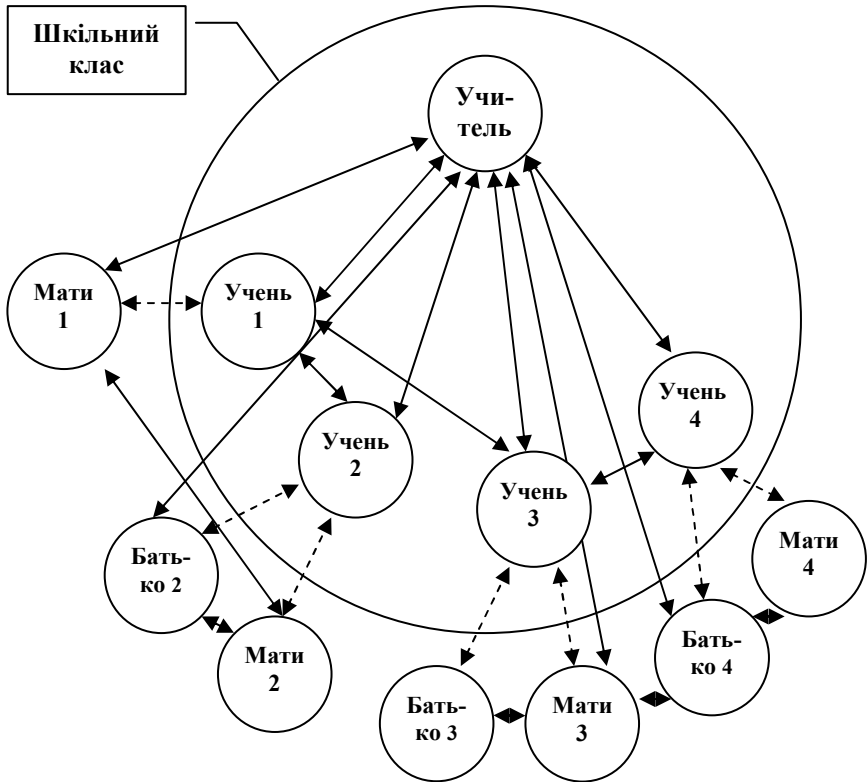 Шкільний
клас
Учи-
тель
Мати
1
Учень
1
Учень
4
Учень
2
Учень
3
Мати
4
Бать-
ко 2
Бать-
ко 4
Мати
2
Бать-
ко 3
Мати
3